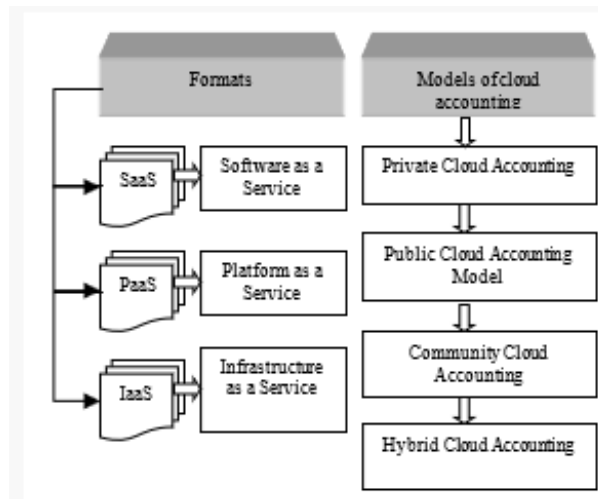 Formats
SaaS
Software as a
Service
PaaS
Platform as a
Service
IaaS
Infrastructure
as a Service
Models of cloud
accounting
Private Cloud Accounting
Public Cloud Accounting
Model
Community Cloud
Accounting
Hybrid Cloud Accounting